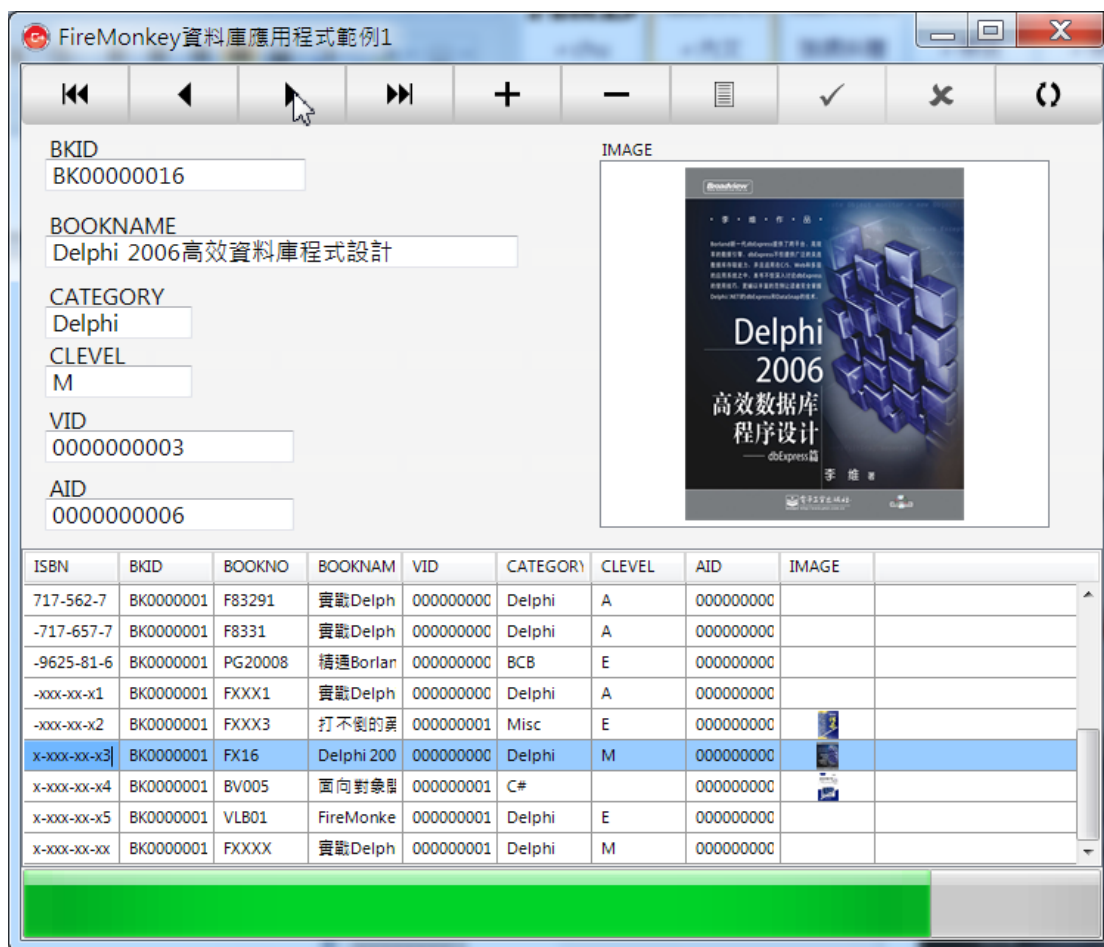 FireMonkey資料庫應用程式範例1
BKID
BK00000016
BOOKNAME
Delphi 2006高效資料庫程式設計
CATEGORY
Delphi
CLEVEL
M
VID
0000000003
AID
0000000006
IMAGE
Broadview
· 李 · 維 · 作 · 品 ·
Delphi
2006
高效数据库
程序设计
—— dbExpress篇
李 維 著
ISBN BKID BOOKNO BOOKNAM VID CATEGORY CLEVEL AID IMAGE
717-562-7 BK0000001 F83291 實戰Delph 000000000 Delphi A 000000000
-717-657-7 BK0000001 F8331 實戰Delph 000000000 Delphi A 000000000
-9625-81-6 BK0000001 PG20008 精通Borlan 000000000 BCB E 000000000
-xxx-xx-x1 BK0000001 FXXX1 實戰Delph 000000000 Delphi A 000000000
-xxx-xx-x2 BK0000001 FXXX3 打不倒的勇 000000001 Misc E 000000000
x-xxx-xx-x3 BK0000001 FX16 Delphi 200 000000000 Delphi M 000000000
x-xxx-xx-x4 BK0000001 BV005 面向對象開 000000001 C# 000000000
x-xxx-xx-x5 BK0000001 VLB01 FireMonke 000000001 Delphi E 000000000
x-xxx-xx-xx BK0000001 FXXXX 實戰Delph 000000001 Delphi M 000000000